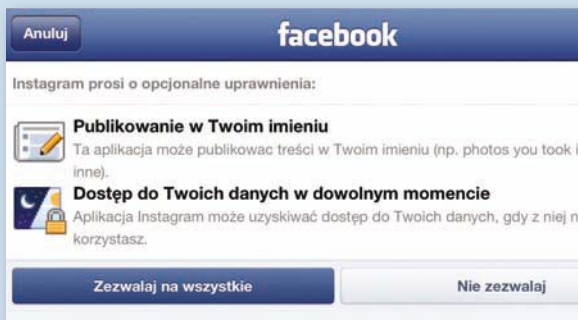 Anuluj
facebook
Instagram prosi o opcjonalne uprawnienia:
Publikowanie w Twoim imieniu
Ta aplikacja może publikowac treści w Twoim imieniu (np. photos you took i
inne).
Dostęp do Twoich danych w dowolnym momencie
Aplikacja Instagram może uzyskiwać dostęp do Twoich danych, gdy z niej
korzystasz.
Zezwalaj na wszystkie
Nie zezwalaj